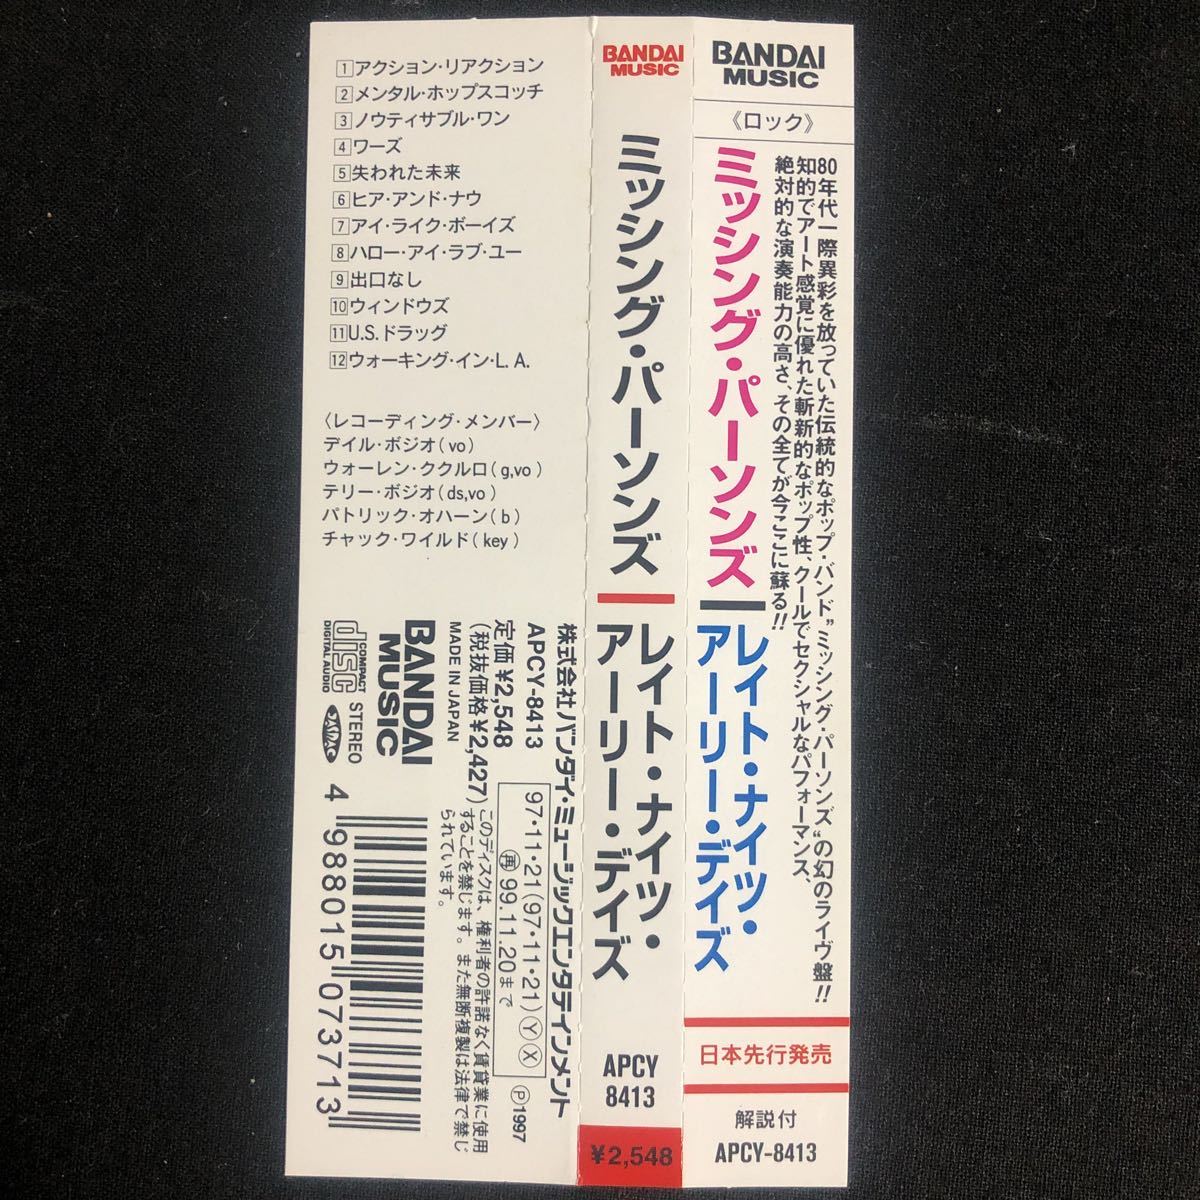 BANDAI
MUSIC
《ロック》
80年代一際異彩を放っていた伝統的なポップ・バンド"ミッシング・パーソンズ"の幻のライヴ盤!!
知的でアート感覚に優れた斬新的なポップ性、クールでセクシャルなパフォーマンス、
絶対的な演奏能力の高さ、その全てが今ここに蘇る!!
ミッシング・パーソンズ
レイト・ナイツ・
アーリー・デイズ
日本先行発売
解説付
APCY-8413
BANDAI
MUSIC
ミッシング・パーソンズ
レイト・ナイツ・
アーリー・デイズ
APCY
8413
¥2,548
1アクション・リアクション
2メンタル・ホップスコッチ
3ノウティサブル・ワン
4ワーズ
5失われた未来
6ヒア・アンド・ナウ
7アイ・ライク・ボーイズ
8ハロー・アイ・ラブ・ユー
9出口なし
10ウィンドウズ
11U.S.ドラッグ
12ウォーキング・イン・L.A.
〈レコーディング・メンバー〉
デイル・ボジオ(vo)
ウォーレン・ククルロ(g,vo)
テリー・ボジオ(ds,vo)
パトリック・オハーン(b)
チャック・ワイルド(key)
株式会社バンダイ・ミュージックエンタテインメント
APCY-8413
定価¥2,548
(税抜価格¥2,427)
MADE IN JAPAN
97・11・21(97・11・21)ⓎⓍ
再99.11.20まで
Ⓟ1997
このディスクは、権利者の許諾なく賃貸業に使用
することを禁じます。また無断複製は法律で禁じ
られています。
BANDAI
MUSIC
COMPACT
disc
DIGITAL AUDIO
STEREO
JASRAC
4 988015 073713